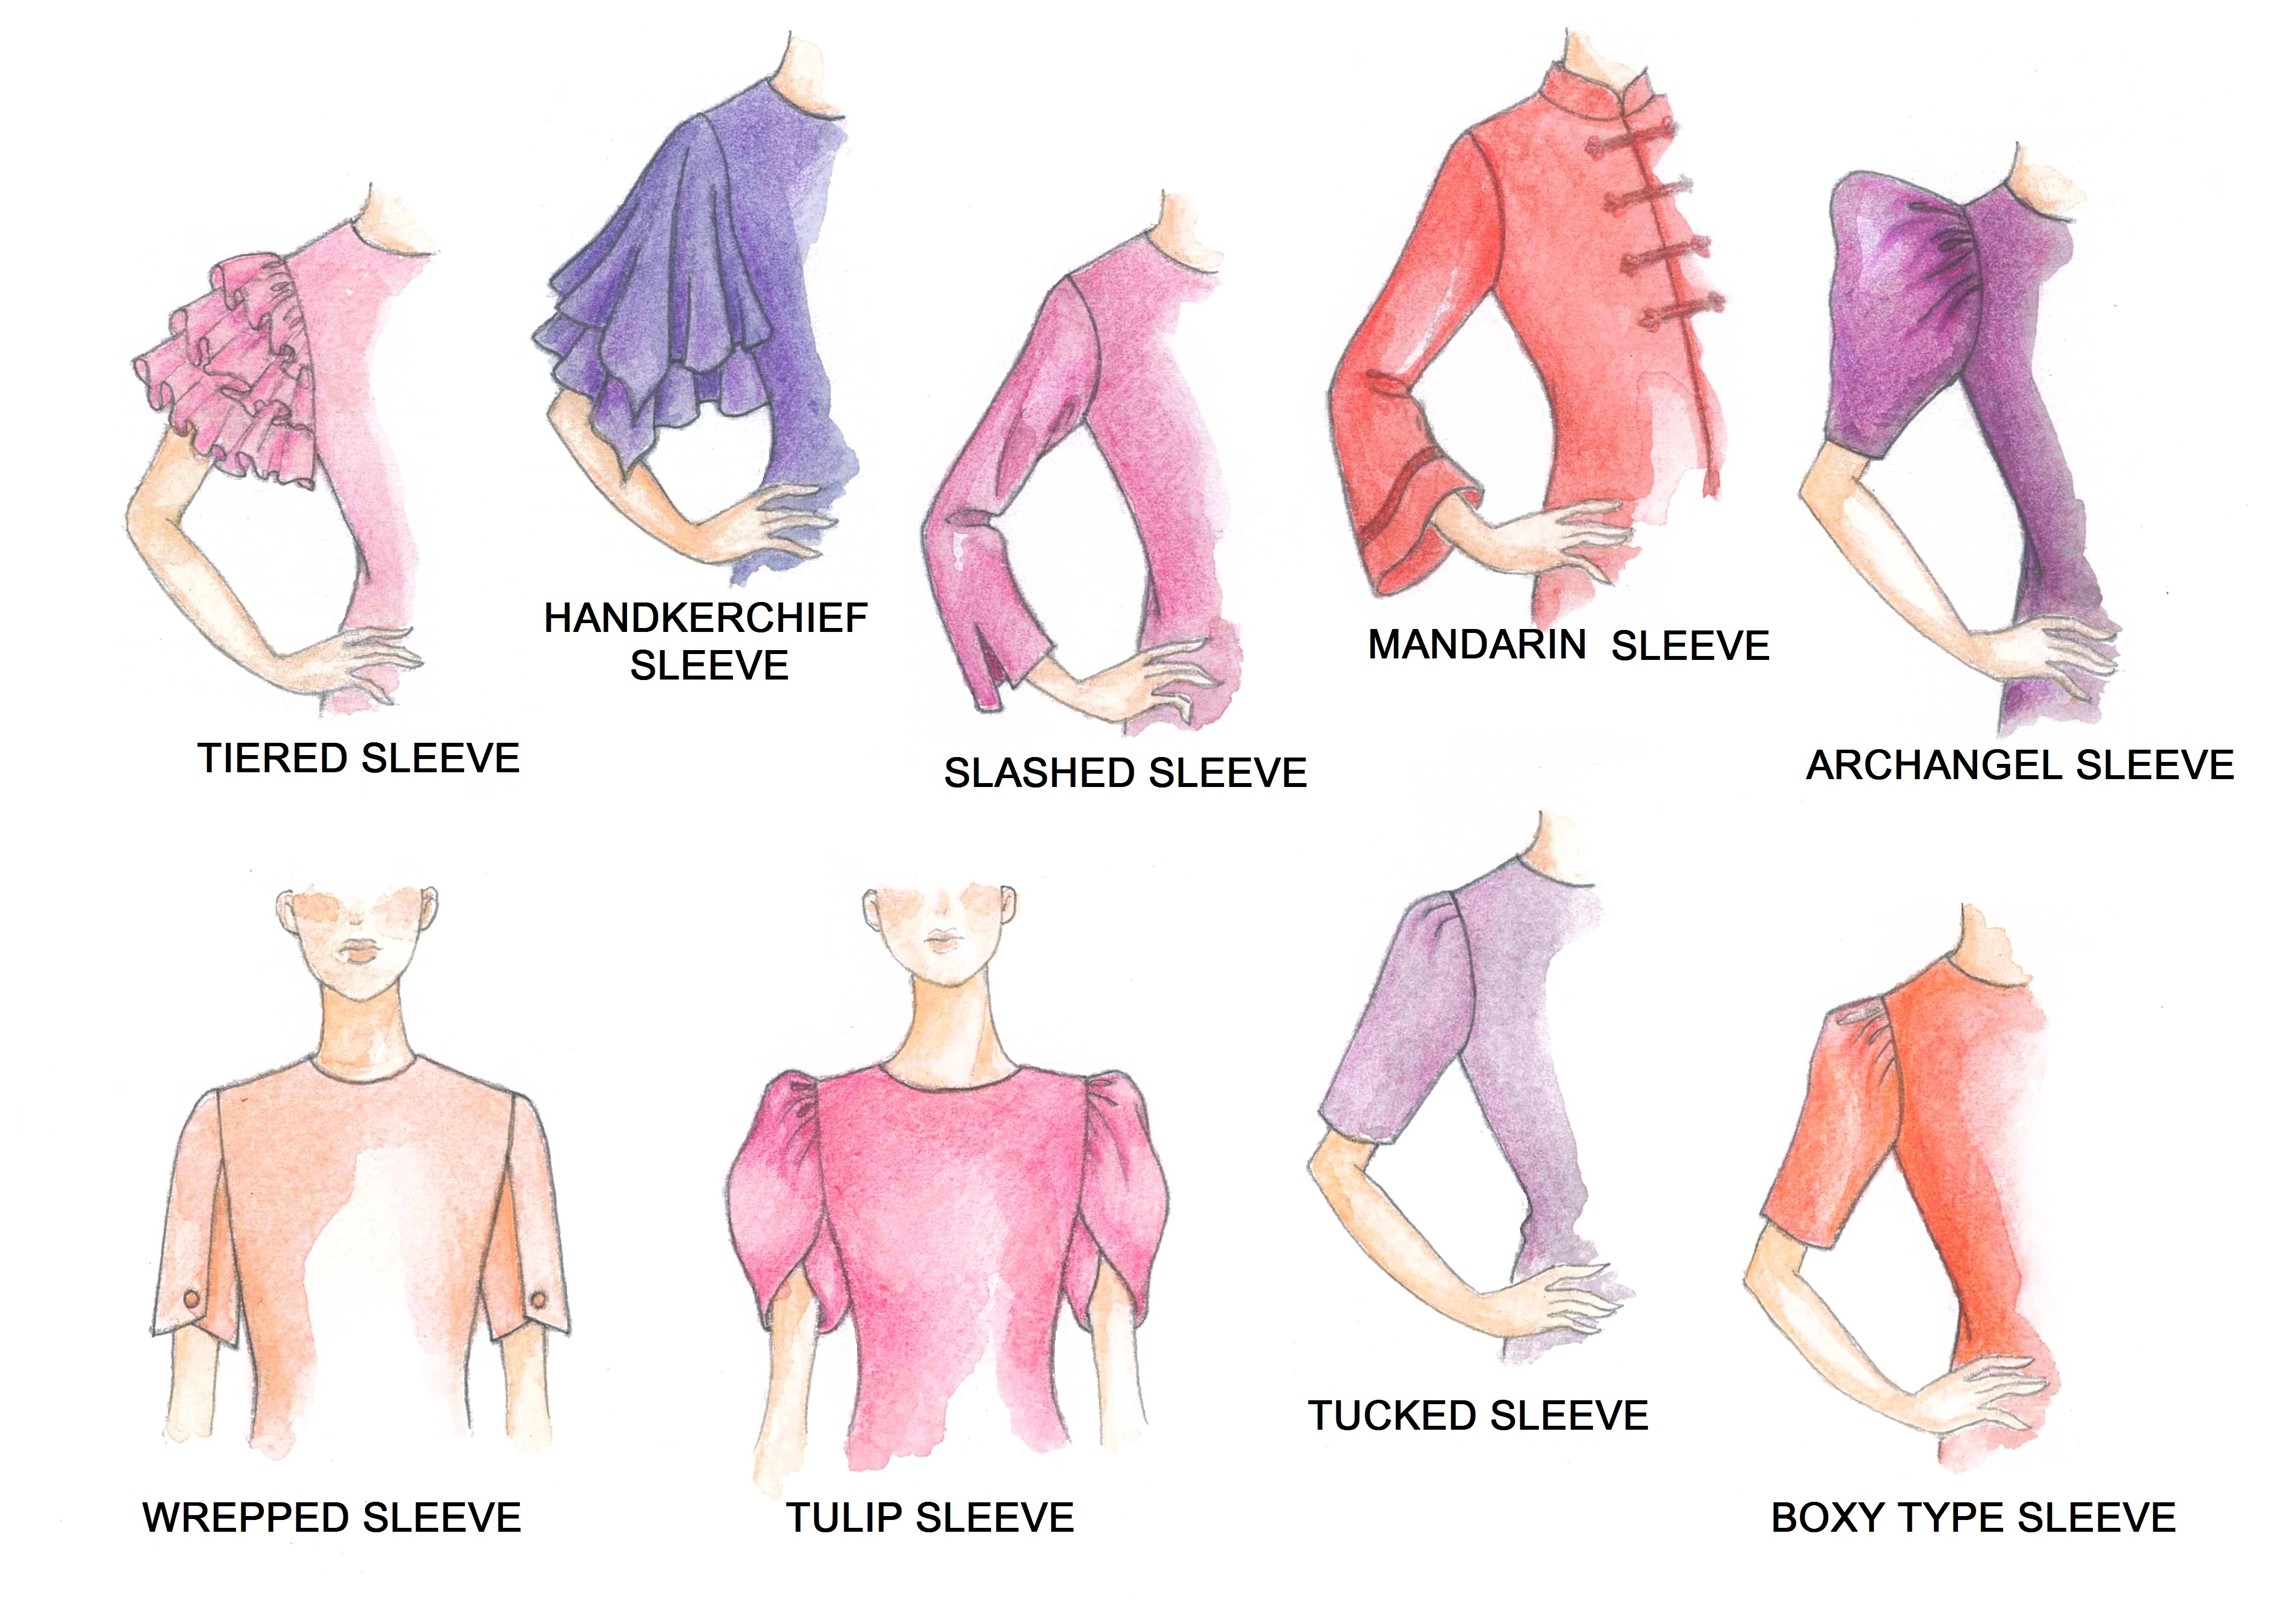 HANDKERCHIEF
SLEEVE
MANDARIN SLEEVE
TIERED SLEEVE
SLASHED SLEEVE
ARCHANGEL SLEEVE
TUCKED SLEEVE
WREPPED SLEEVE
TULIP SLEEVE
BOXY TYPE SLEEVE